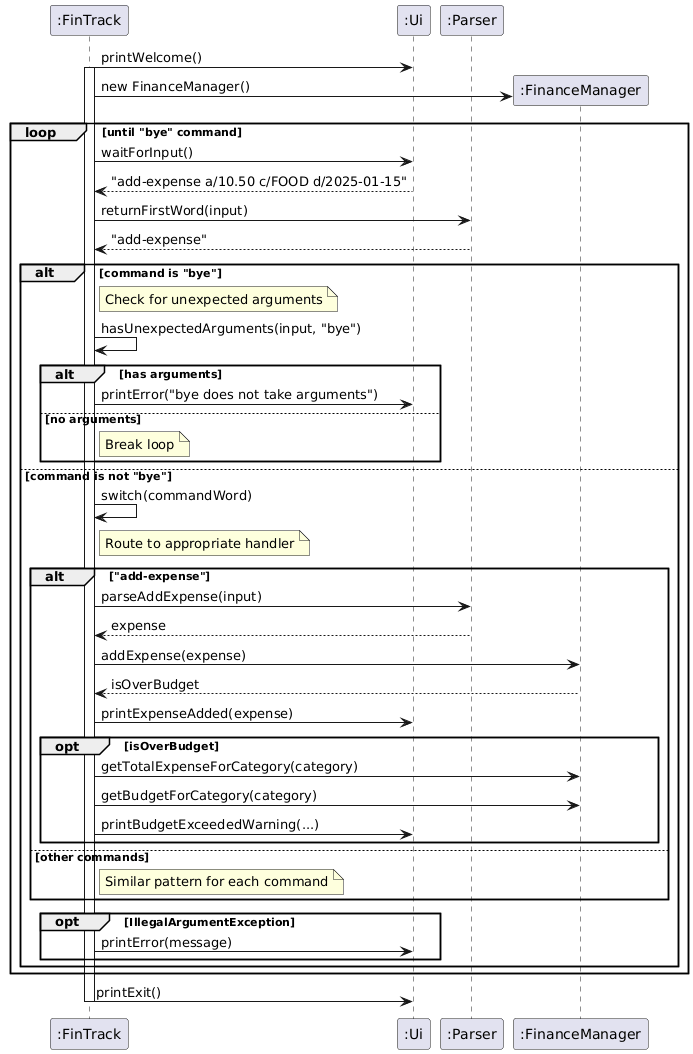 :FinTrack
:Ui
:Parser
printWelcome()
new FinanceManager()
:FinanceManager
loop
[until "bye" command]
waitForInput()
"add-expense a/10.50 c/FOOD d/2025-01-15"
returnFirstWord(input)
"add-expense"
alt
[command is "bye"]
Check for unexpected arguments
hasUnexpectedArguments(input, "bye")
alt
[has arguments]
printError("bye does not take arguments")
[no arguments]
Break loop
[command is not "bye"]
switch(commandWord)
Route to appropriate handler
alt
["add-expense"]
parseAddExpense(input)
expense
addExpense(expense)
isOverBudget
printExpenseAdded(expense)
opt
[isOverBudget]
getTotalExpenseForCategory(category)
getBudgetForCategory(category)
printBudgetExceededWarning(...)
[other commands]
Similar pattern for each command
opt
[IllegalArgumentException]
printError(message)
printExit()
:FinTrack
:Ui
:Parser
:FinanceManager